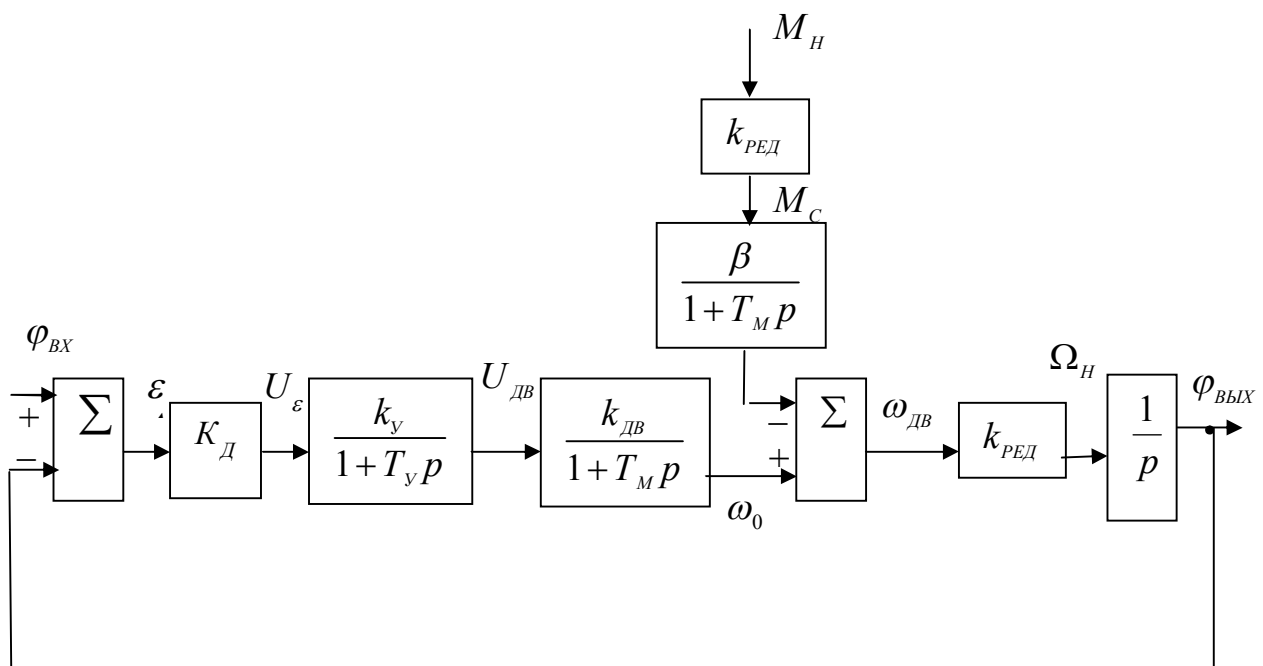 M_Н
k_РЕД
M_С
β
1 + T_М p
φ_ВХ
+
−
Σ
ε
К_Д
U_ε
k_У
1 + T_У p
U_ДВ
k_ДВ
1 + T_М p
ω_0
−
+
Σ
ω_ДВ
k_РЕД
Ω_Н
1
p
φ_ВЫХ